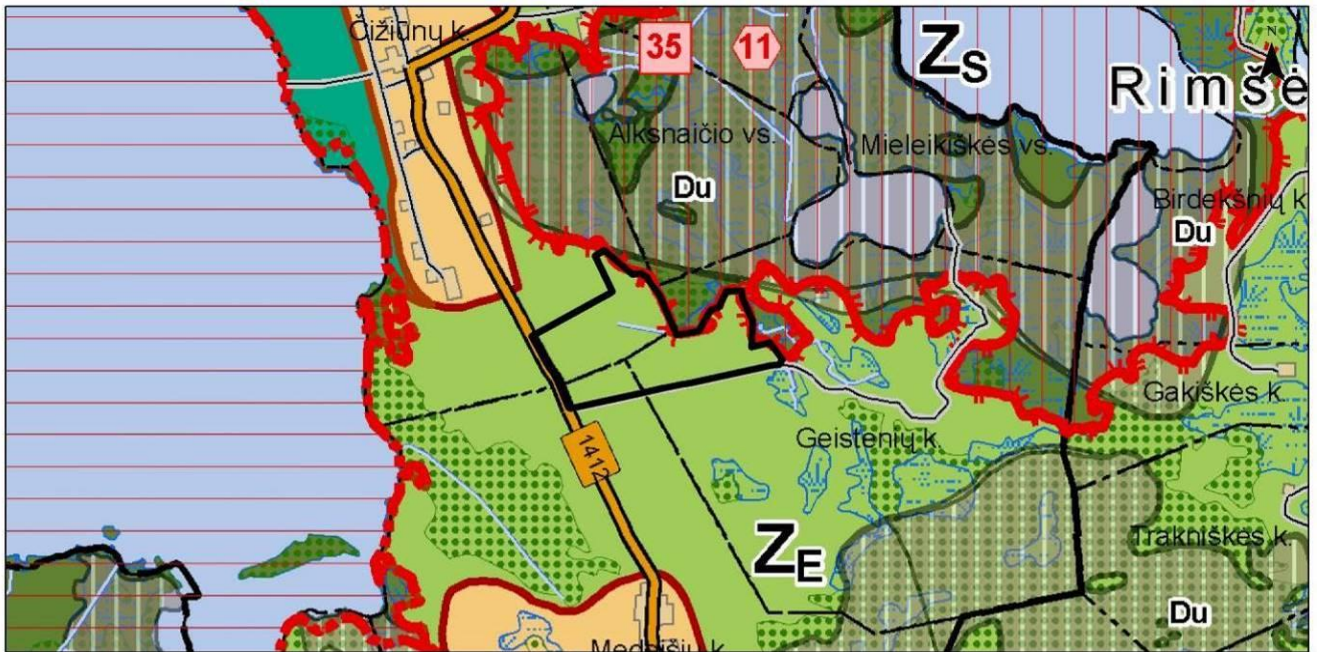 Čižiūnų k.
35
11
ZS
N
Rimšė
Alksnaičio vs.
Mieleikiškės vs.
Du
Birdekšnių k
Du
Gakiškės k
Geistenių k.
1412
ZE
Trakniškės k.
Du